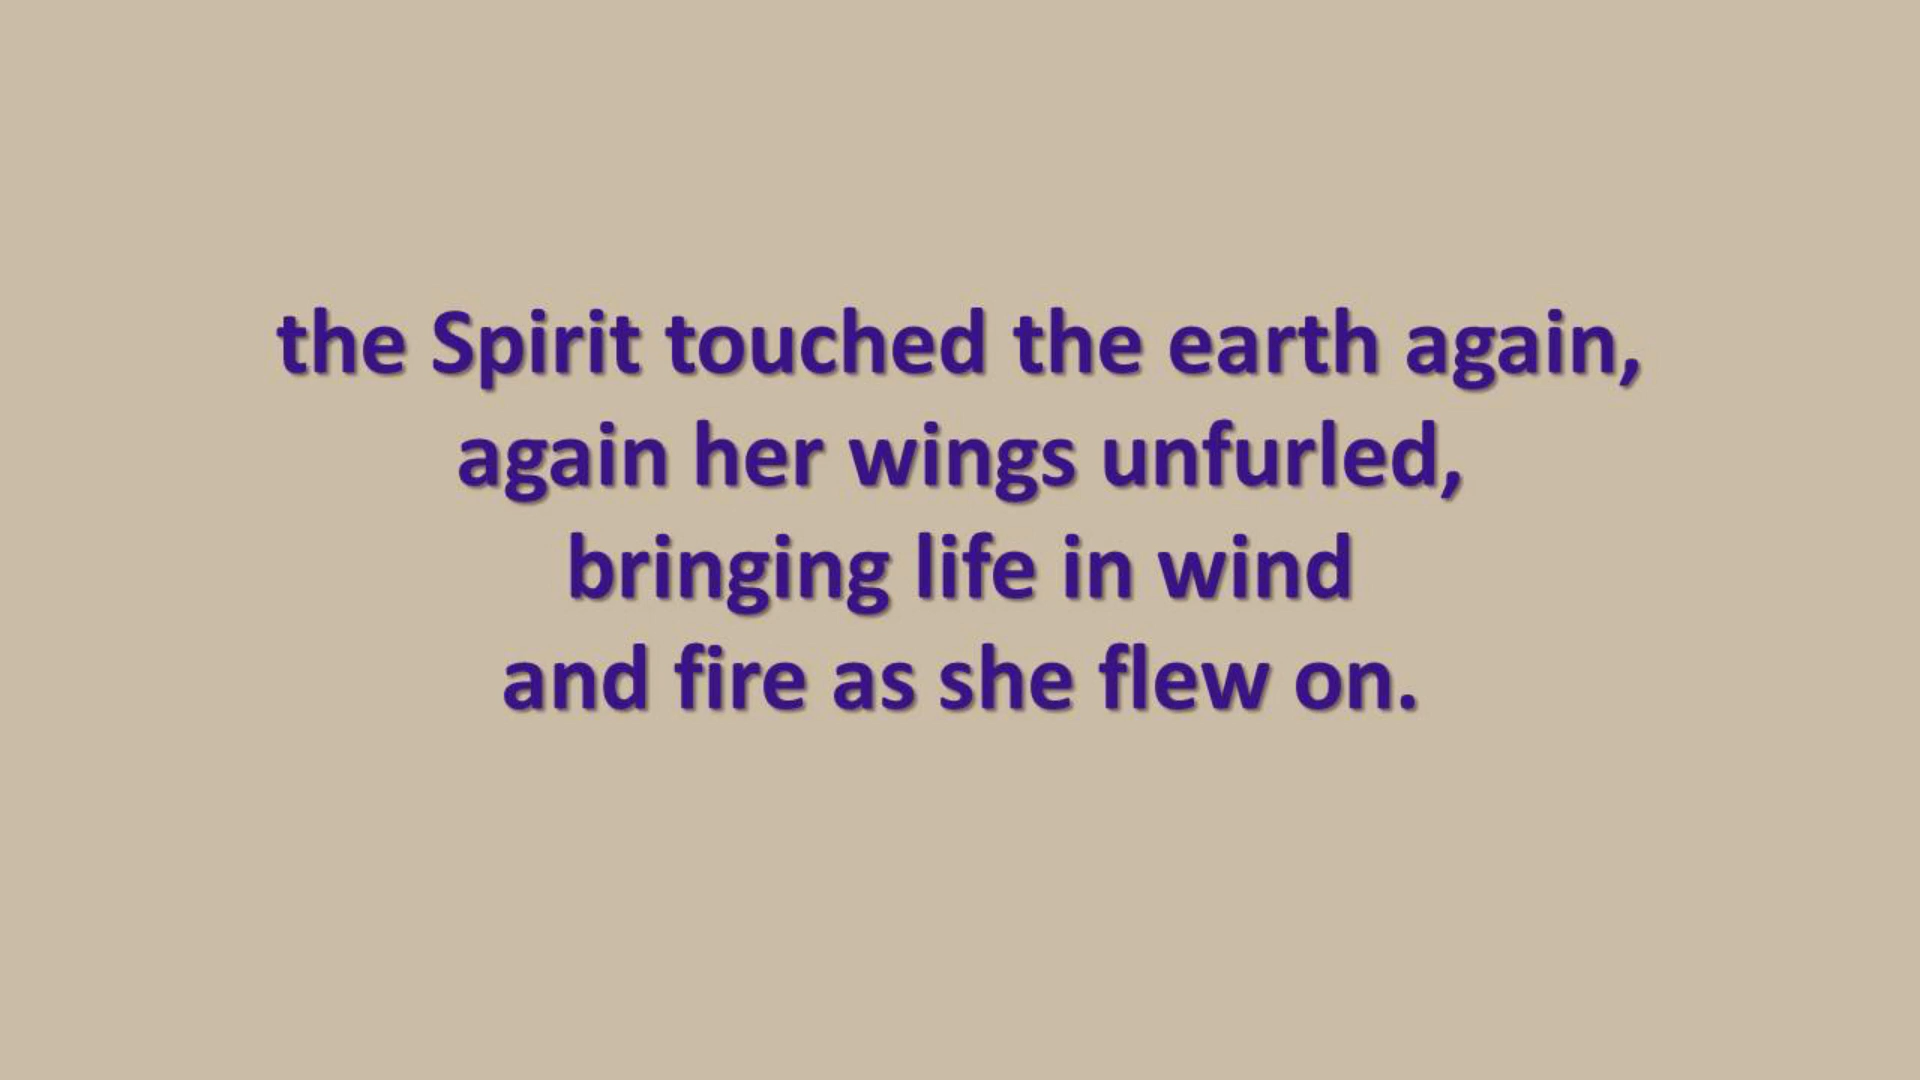 the Spirit touched the earth again,
again her wings unfurled,
bringing life in wind
and fire as she flew on.